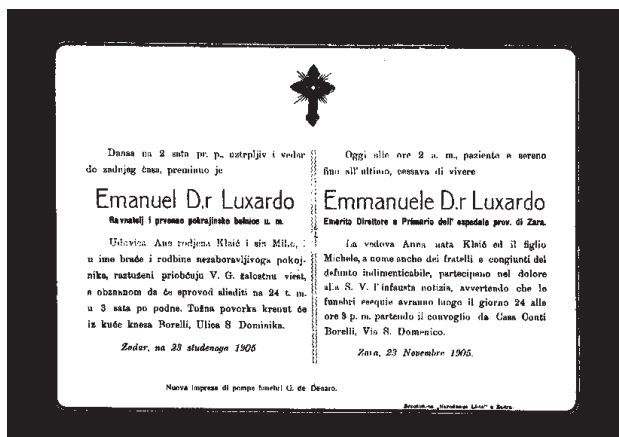 Danas na 2 sata pr. p., uztrpljiv i vedar
do zadnjeg časa, preminuo je
Emanuel D.r Luxardo
Ravnatelj i prvesno pokrajinske bolnice u. m.
Udovica Ana rodjena Klaić i sin Miho,
u ime braće i rodbine nezaboravljivoga pokoj-
nika, raztuženi priobćuju V. G. žalostnu viest,
s obznanom da će sprovod sliediti na 24 t. m.
u 3 sata po podne. Tužna povorka krenut će
iz kuće kneza Borelli, Ulica S Dominika.
Zadar, na 23 studenoga 1905
Oggi alle ore 2 a. m., paziente e sereno
fino all' ultimo, cessava di vivere
Emmanuele D.r Luxardo
Emerito Direttore e Primario dell' ospedale prov. di Zara.
La vedova Anna nata Klaić ed il figlio
Michele, a nome anche dei fratelli e congiunti del
defunto indimenticabile, partecipano nel dolore
alla S. V. l'infausta notizia, avvertendo che le
funebri esequie avranno luogo il giorno 24 alle
ore 3 p. m. partendo il convoglio da Casa Conti
Borelli, Via S. Domenico.
Zara, 23 Novembre 1905.
Nuova impresa di pompe funebri G. de Denaro.
"Narodnoga Lista" u Zadru